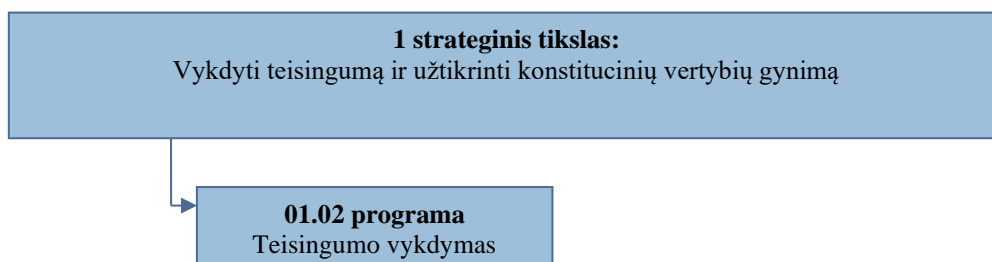 1 strateginis tikslas:
Vykdyti teisingumą ir užtikrinti konstitucinių vertybių gynimą
01.02 programa
Teisingumo vykdymas